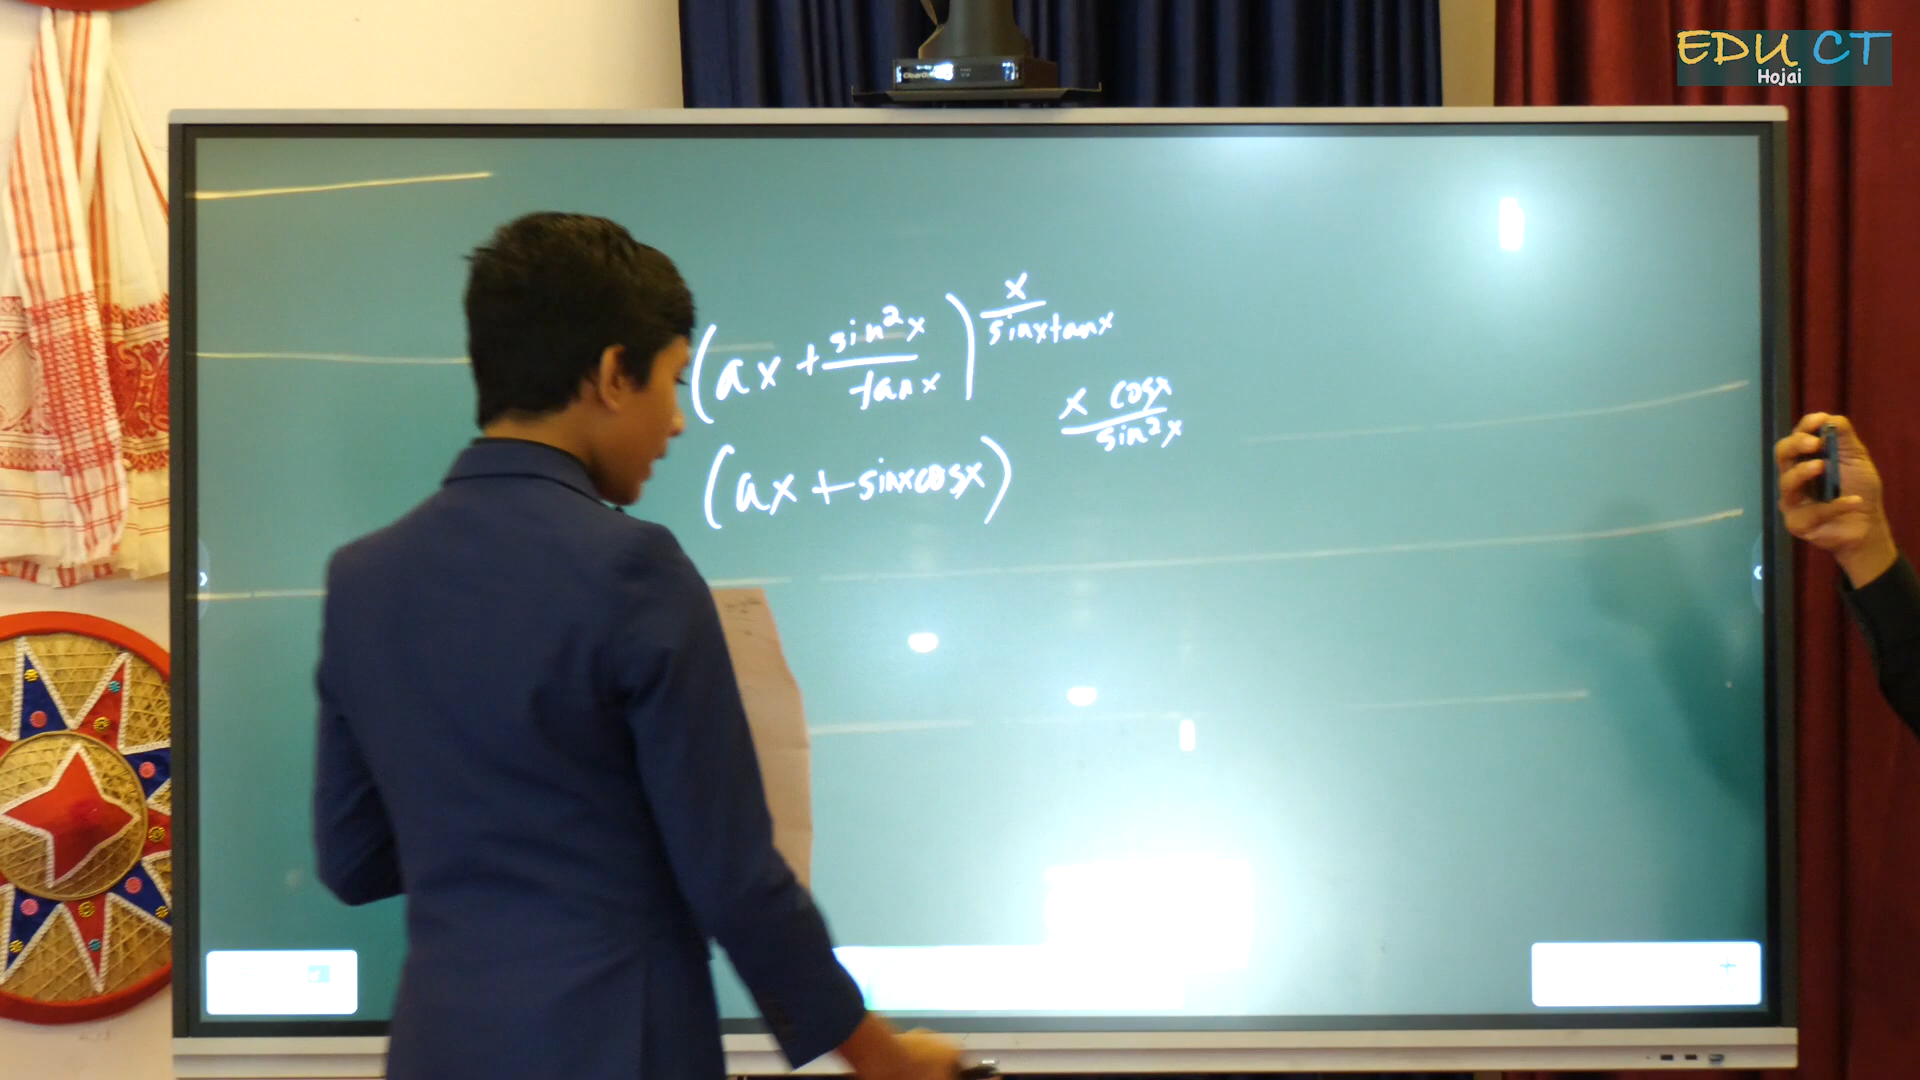 EDU CT
Hojai
(ax + sin²x/tanx)^(x/sinxtanx)
x cosx/sin²x
(ax + sinxcosx)